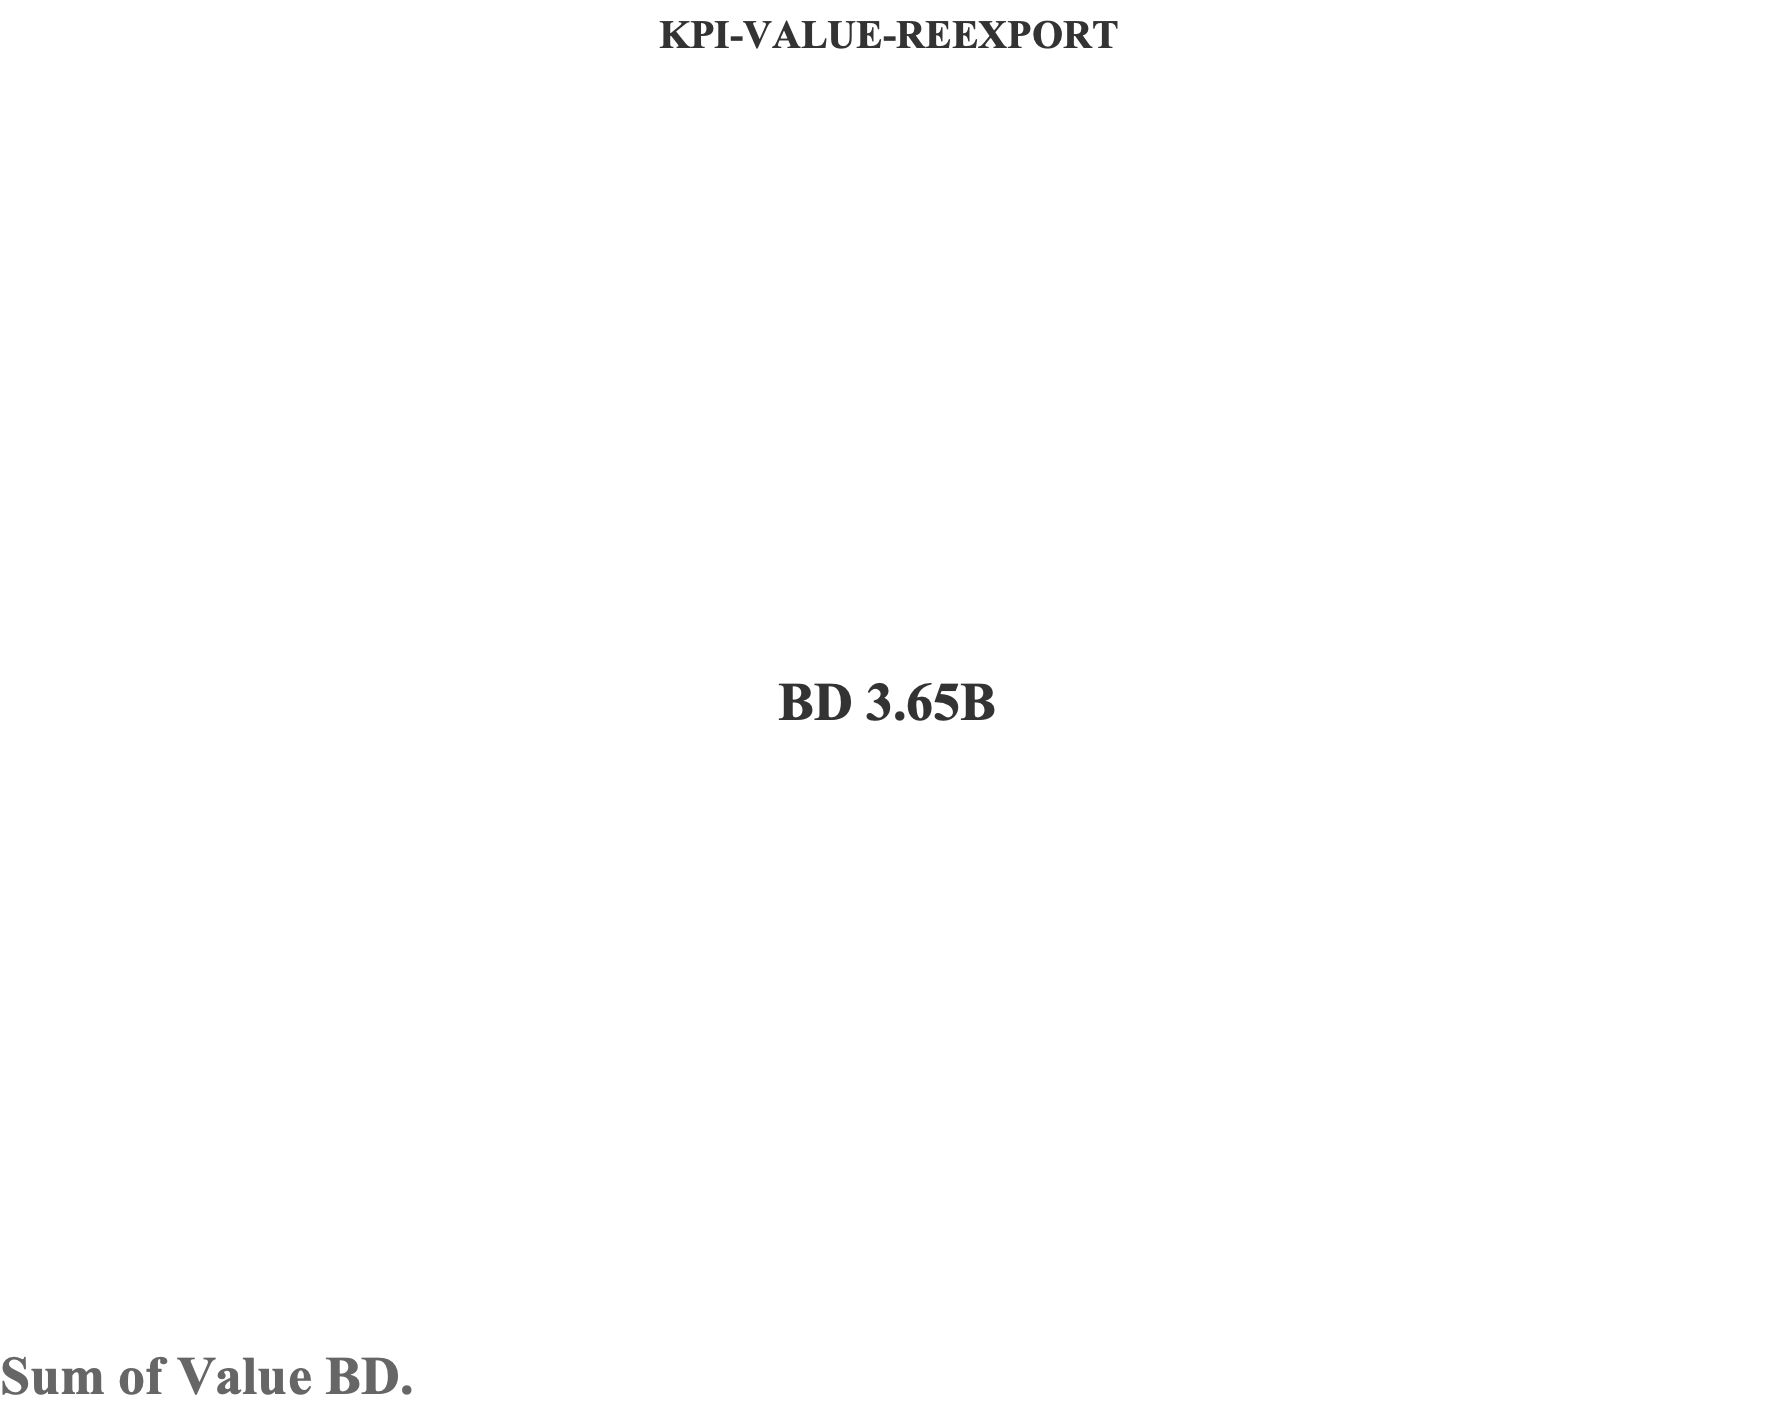 KPI-VALUE-REEXPORT
BD 3.65B
Sum of Value BD.